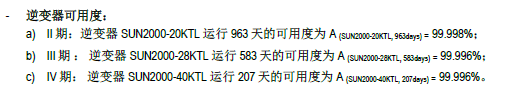 - 逆变器可用度：
a) II 期：逆变器 SUN2000-20KTL 运行 963 天的可用度为 A (SUN2000-20KTL, 963days) = 99.998%；
b) III 期 ：逆变器 SUN2000-28KTL 运行 583 天的可用度为 A (SUN2000-28KTL, 583days) = 99.996%；
c) IV 期： 逆变器 SUN2000-40KTL 运行 207 天的可用度为 A (SUN2000-40KTL, 207days) = 99.996%。